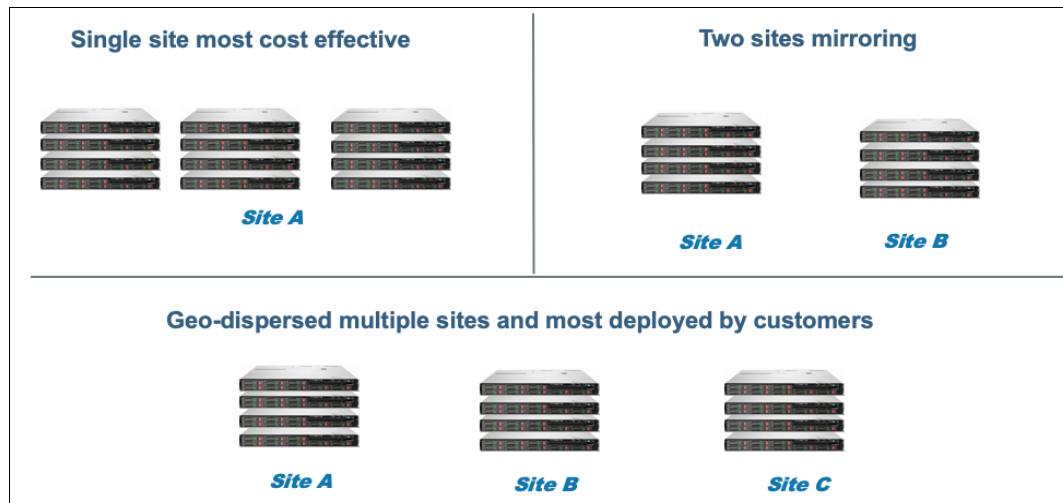 Single site most cost effective
Two sites mirroring
Site A
Site A
Site B
Geo-dispersed multiple sites and most deployed by customers
Site A
Site B
Site C